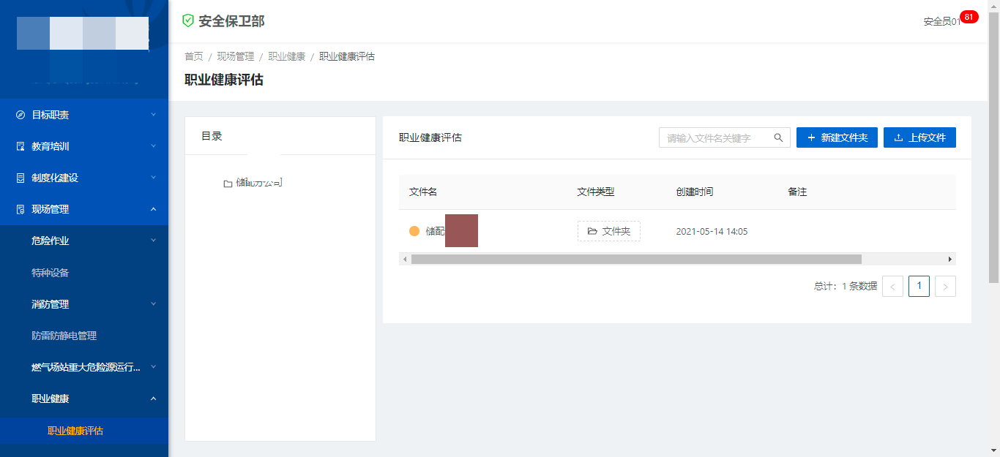 安全保卫部
安全员01
81
首页 / 现场管理 / 职业健康 / 职业健康评估
职业健康评估
目标职责
教育培训
制度化建设
现场管理
危险作业
特种设备
消防管理
防雷防静电管理
燃气场站重大危险源运行...
职业健康
职业健康评估
目录
储配分公司
职业健康评估
请输入文件名关键字
新建文件夹
上传文件
文件名 文件类型 创建时间 备注
储配 文件夹 2021-05-14 14:05
总计: 1 条数据 < 1 >